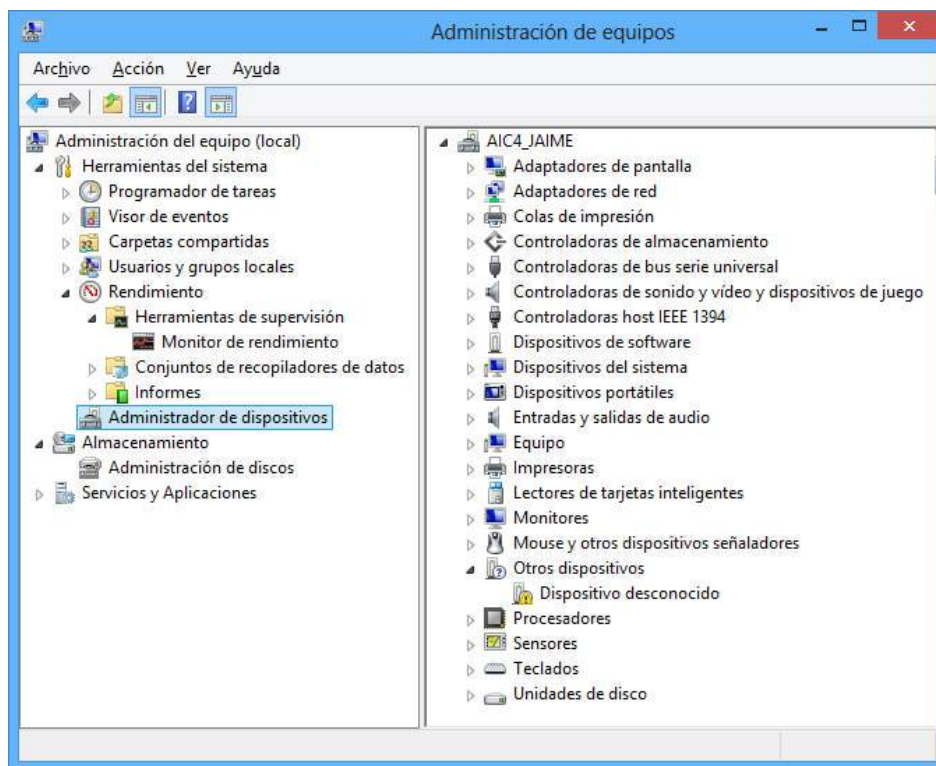 Administración de equipos
Archivo Acción Ver Ayuda
Administración del equipo (local)
Herramientas del sistema
Programador de tareas
Visor de eventos
Carpetas compartidas
Usuarios y grupos locales
Rendimiento
Herramientas de supervisión
Monitor de rendimiento
Conjuntos de recopiladores de datos
Informes
Administrador de dispositivos
Almacenamiento
Administración de discos
Servicios y Aplicaciones
AIC4_JAIME
Adaptadores de pantalla
Adaptadores de red
Colas de impresión
Controladoras de almacenamiento
Controladoras de bus serie universal
Controladoras de sonido y vídeo y dispositivos de juego
Controladoras host IEEE 1394
Dispositivos de software
Dispositivos del sistema
Dispositivos portátiles
Entradas y salidas de audio
Equipo
Impresoras
Lectores de tarjetas inteligentes
Monitores
Mouse y otros dispositivos señaladores
Otros dispositivos
Dispositivo desconocido
Procesadores
Sensores
Teclados
Unidades de disco